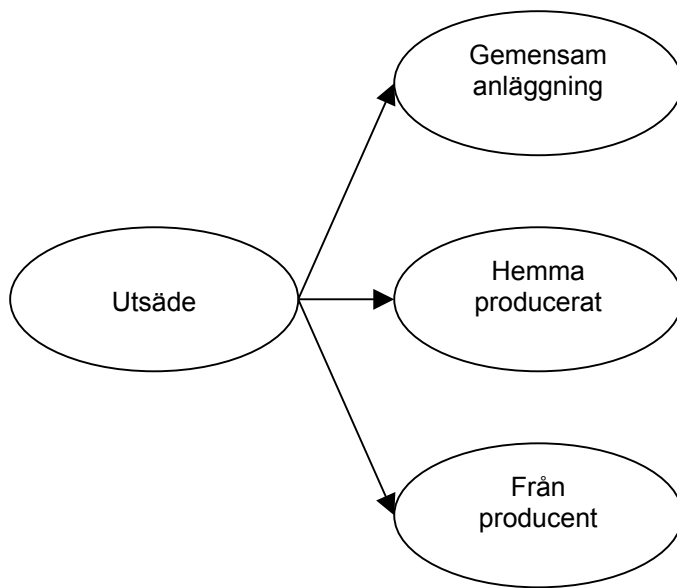 Gemensam
anläggning
Utsäde
Hemma
producerat
Från
producent